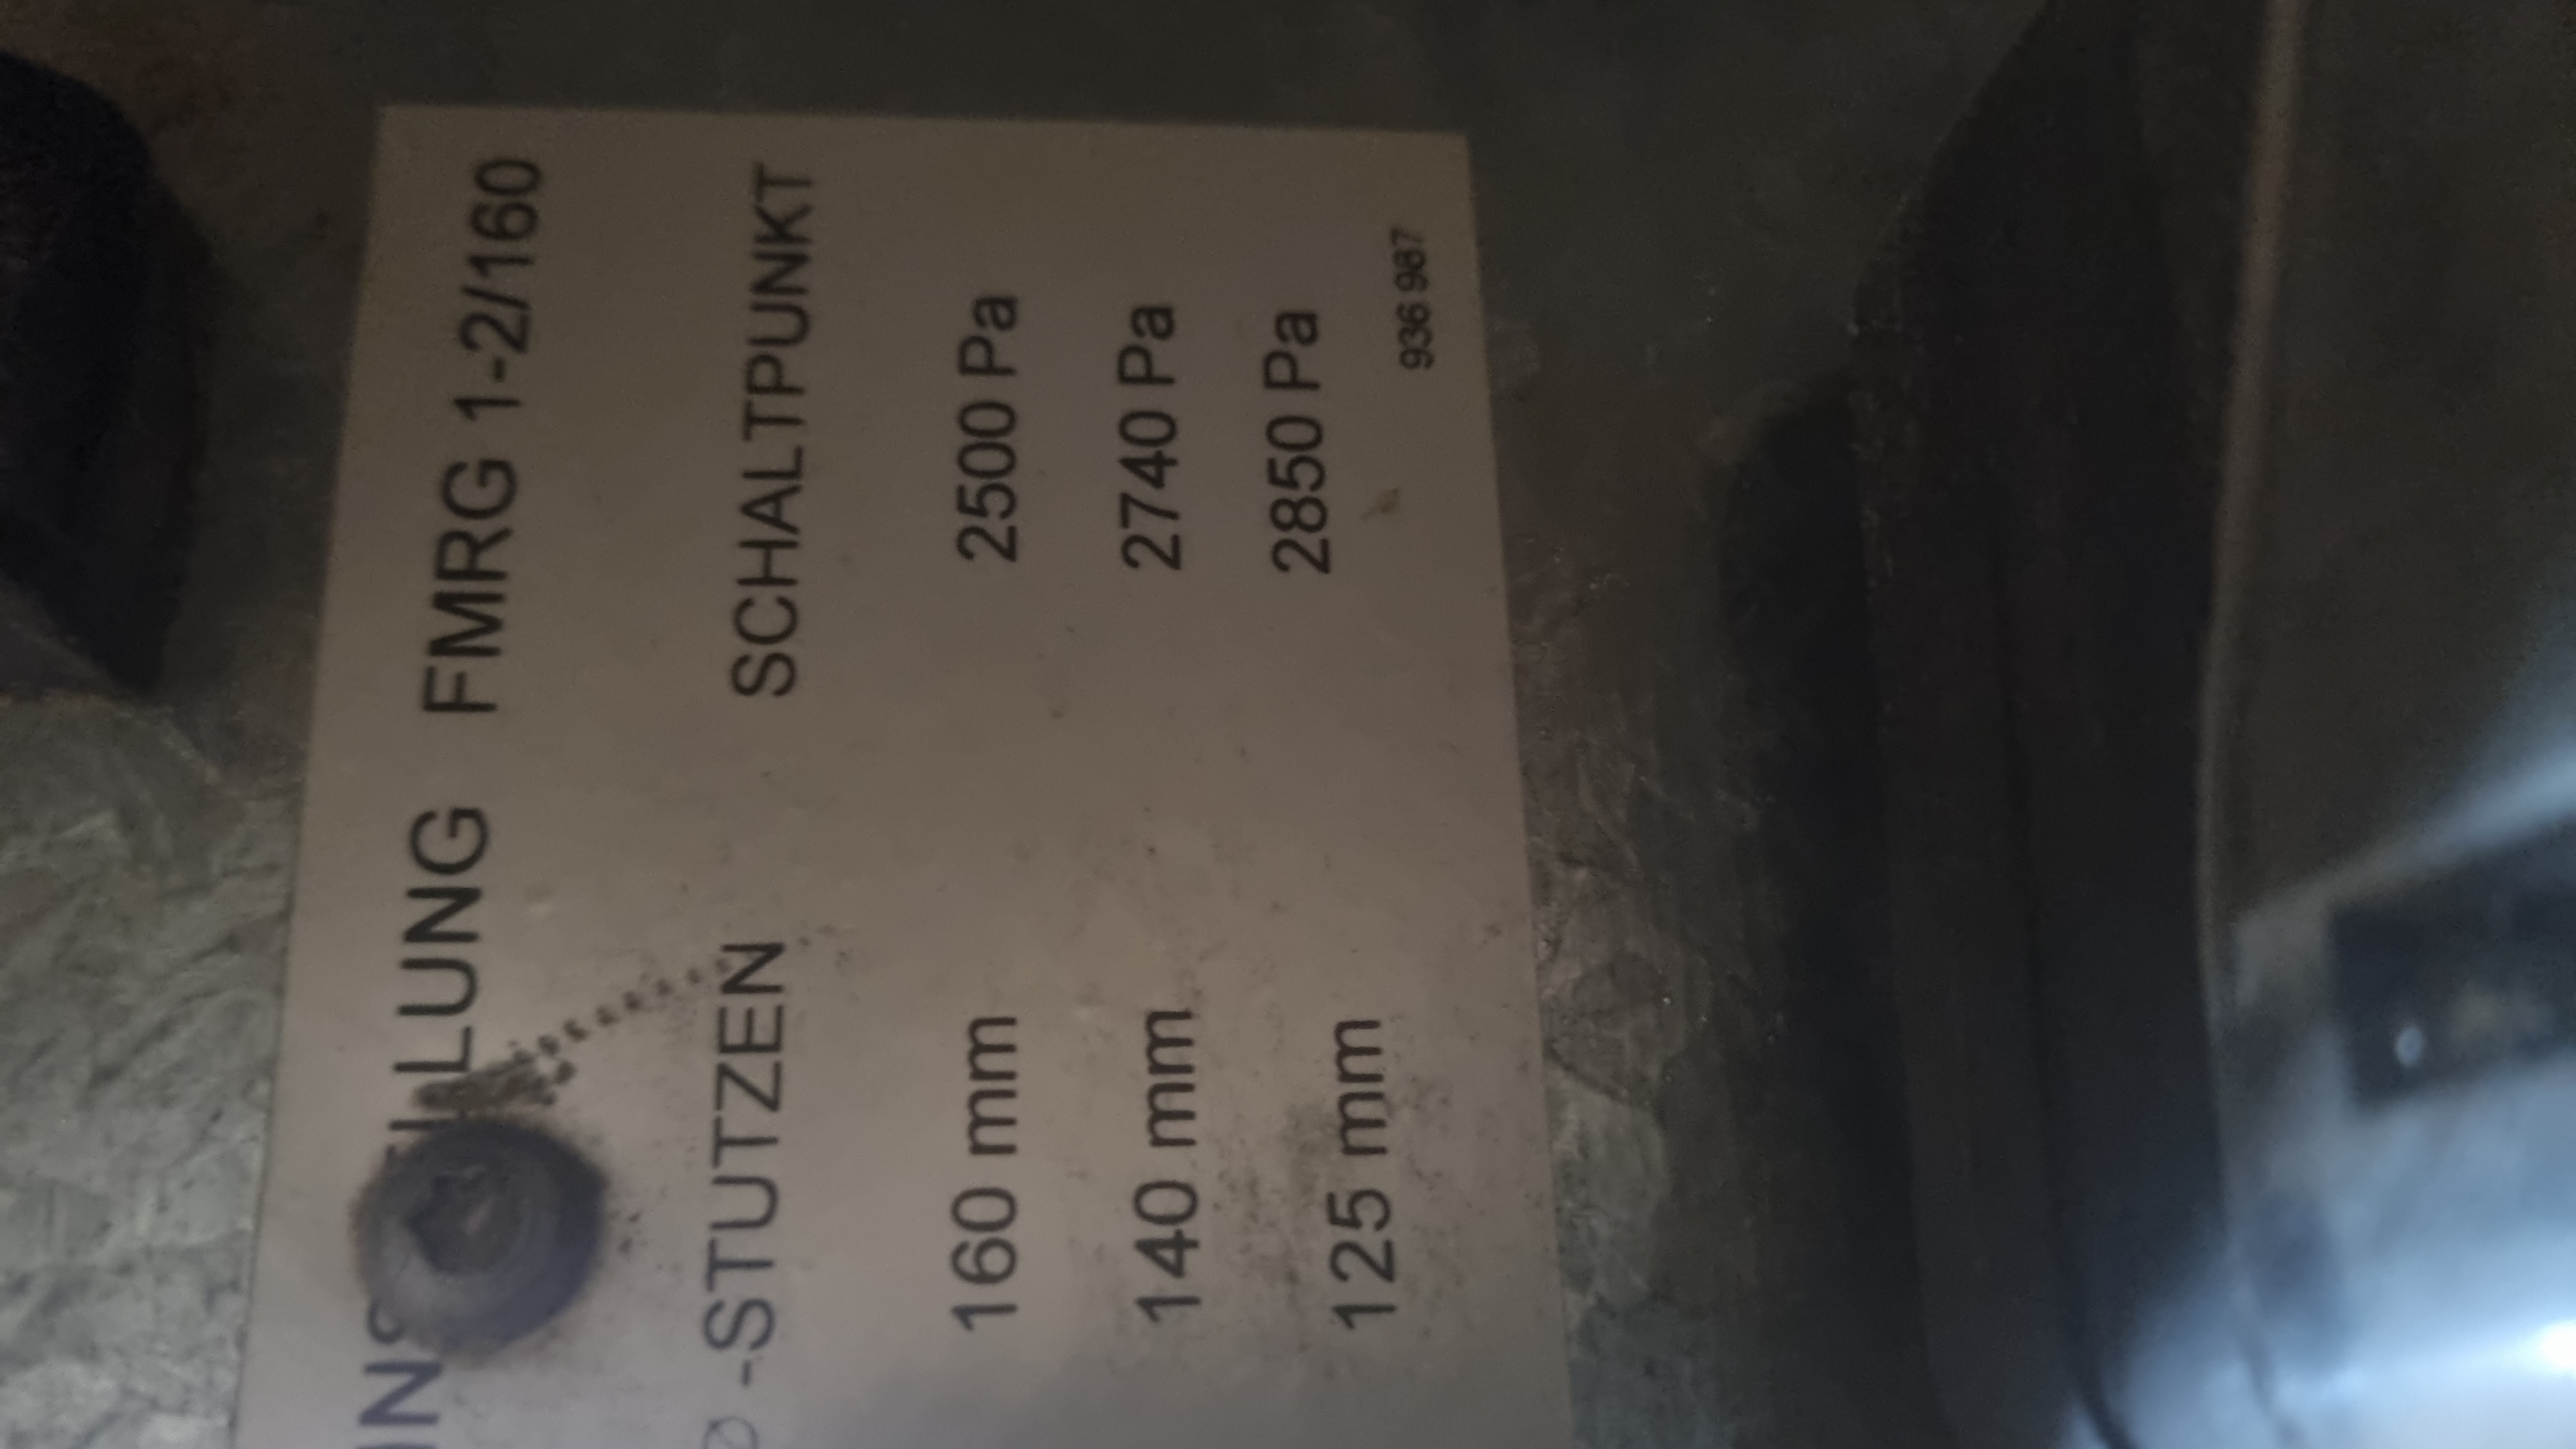 LUNG FMRG 1-2/160
Ø -STUTZEN SCHALTPUNKT
160 mm 2500 Pa
140 mm 2740 Pa
125 mm 2850 Pa
936 987